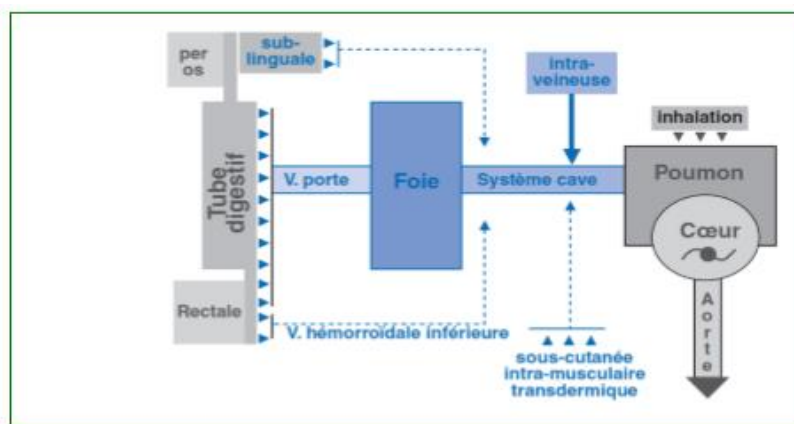 per
os
sub-
linguale
intra-
veineuse
inhalation
Tube
digestif
V. porte
Foie
Système cave
Poumon
Cœur
Rectale
V. hémorroïdale inférieure
sous-cutanée
intra-musculaire
transdermique
Aorte